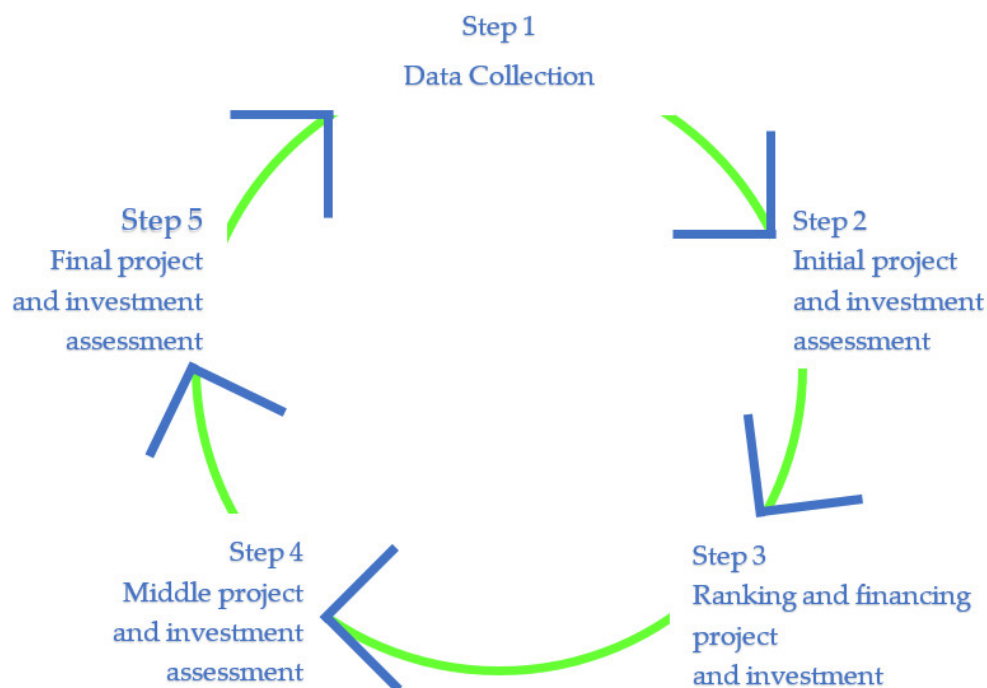 Step 1
Data Collection
Step 2
Initial project
and investment
assessment
Step 3
Ranking and financing
project
and investment
Step 4
Middle project
and investment
assessment
Step 5
Final project
and investment
assessment